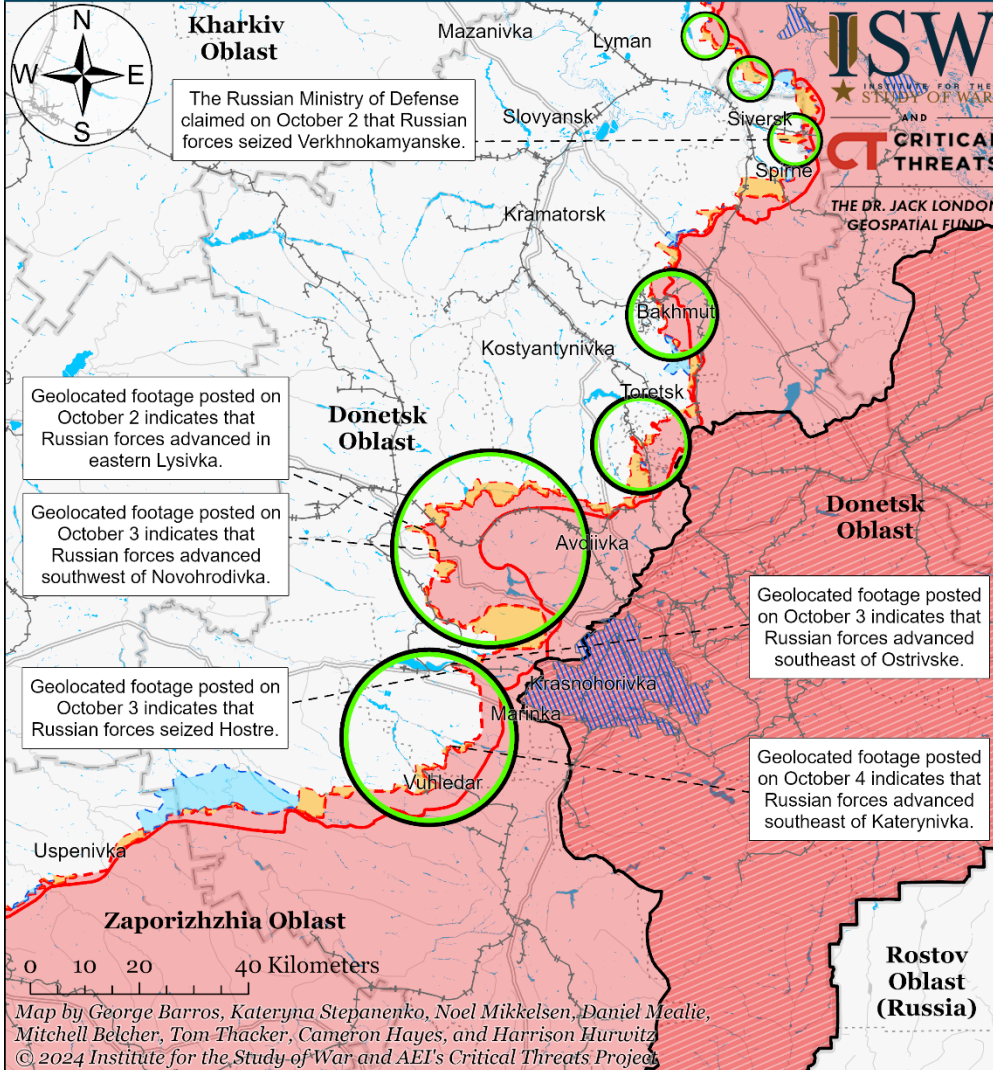 N
W
E
S
Kharkiv
Oblast
Mazanivka
Lyman
ISW
INSTITUTE FOR THE
STUDY OF WAR
AND
CT CRITICAL
THREATS
THE DR. JACK LONDON
GEOSPATIAL FUND
The Russian Ministry of Defense
claimed on October 2 that Russian
forces seized Verkhnokamyanske.
Slovyansk
Siversk
Spirne
Kramatorsk
Bakhmut
Kostyantynivka
Toretsk
Geolocated footage posted on
October 2 indicates that
Russian forces advanced in
eastern Lysivka.
Donetsk
Oblast
Geolocated footage posted on
October 3 indicates that
Russian forces advanced
southwest of Novohrodivka.
Avdiivka
Donetsk
Oblast
Geolocated footage posted
on October 3 indicates that
Russian forces advanced
southeast of Ostrivske.
Geolocated footage posted on
October 3 indicates that
Russian forces seized Hostre.
Krasnohorivka
Marinka
Vuhledar
Geolocated footage posted
on October 4 indicates that
Russian forces advanced
southeast of Katerynivka.
Uspenivka
Zaporizhzhia Oblast
Rostov
Oblast
(Russia)
0 10 20 40 Kilometers
Map by George Barros, Kateryna Stepanenko, Noel Mikkelsen, Daniel Mealie,
Mitchell Belcher, Tom Thacker, Cameron Hayes, and Harrison Hurwitz
© 2024 Institute for the Study of War and AEI's Critical Threats Project